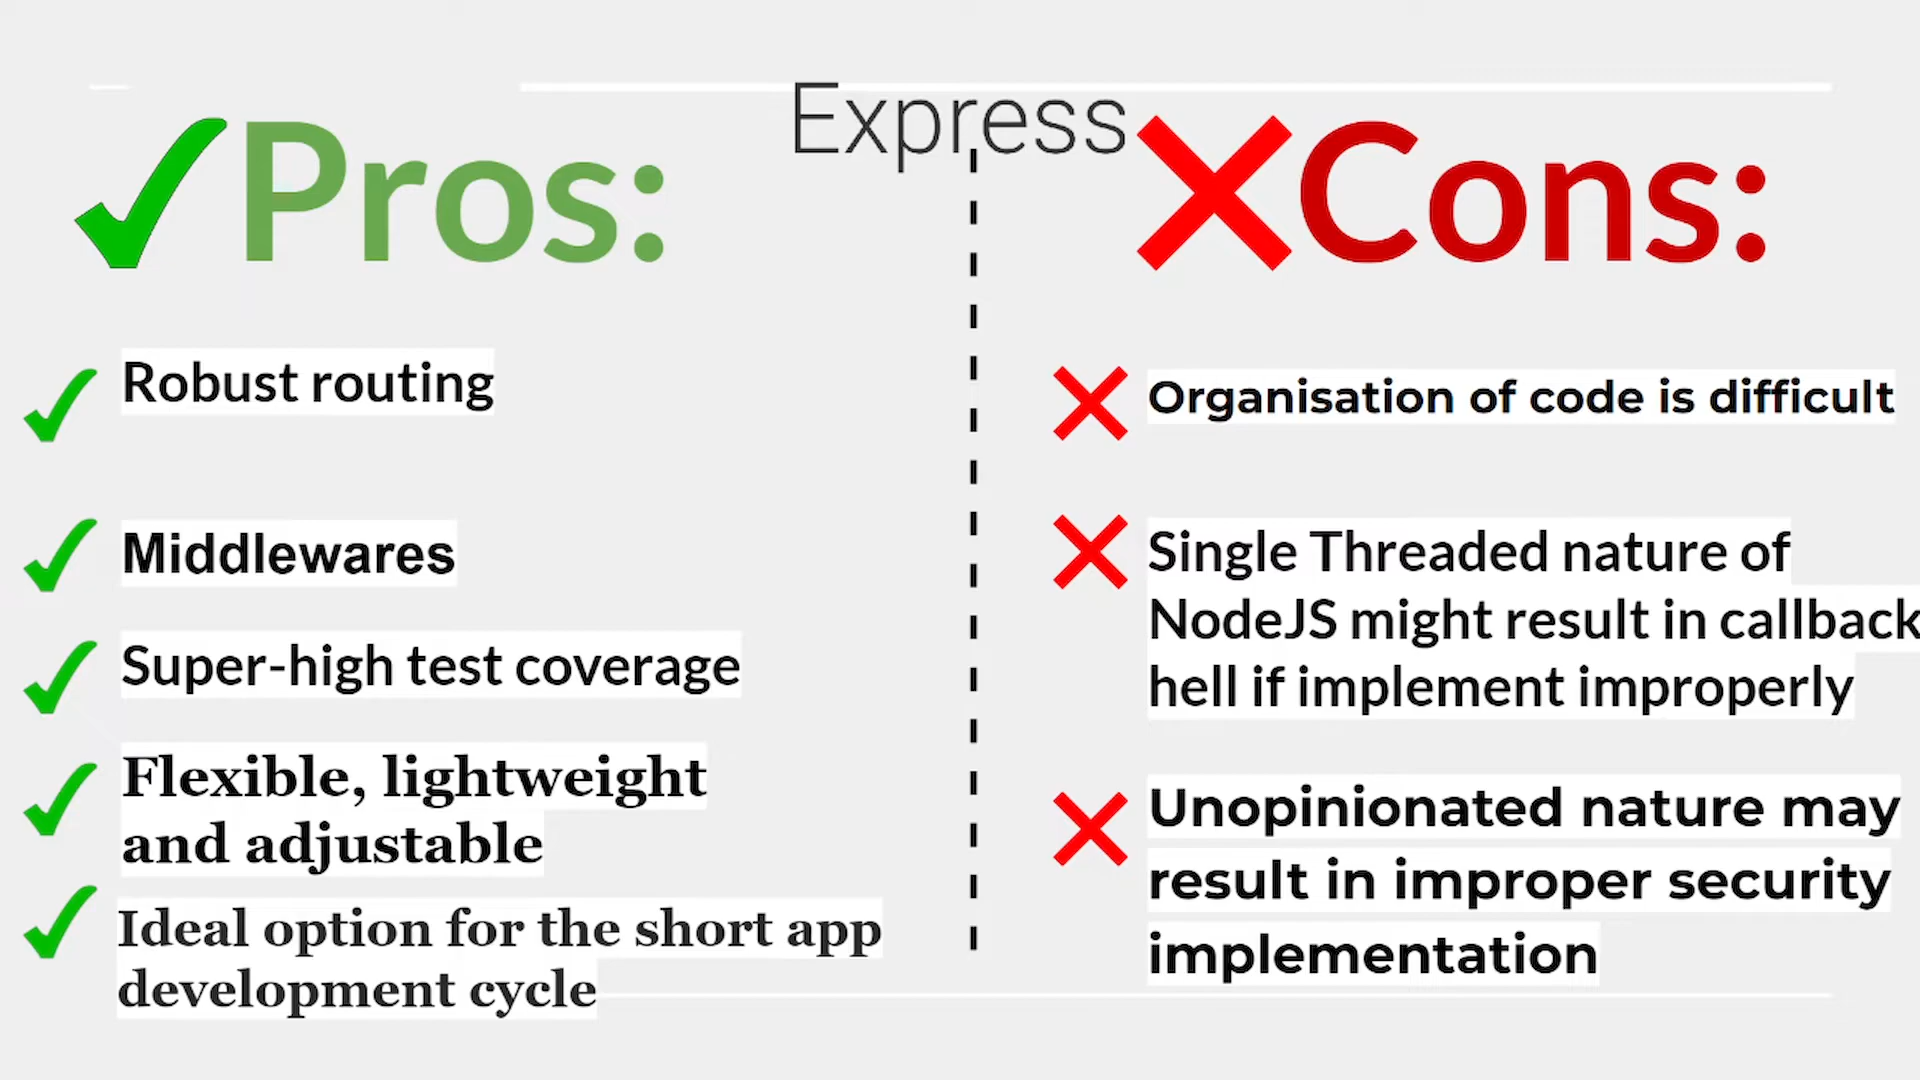 Express
Pros:
Robust routing
Middlewares
Super-high test coverage
Flexible, lightweight
and adjustable
Ideal option for the short app
development cycle
Cons:
Organisation of code is difficult
Single Threaded nature of
NodeJS might result in callback
hell if implement improperly
Unopinionated nature may
result in improper security
implementation